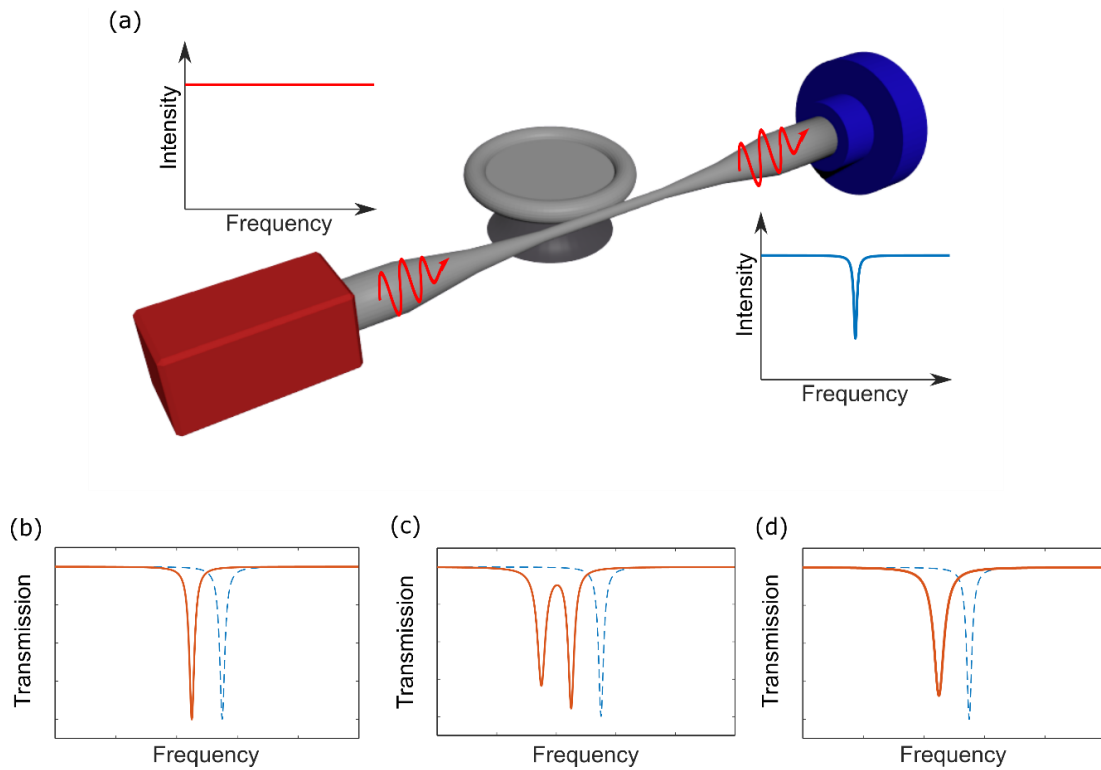 (a)
Intensity
Frequency
Intensity
Frequency
(b)
Transmission
Frequency
(c)
Transmission
Frequency
(d)
Transmission
Frequency